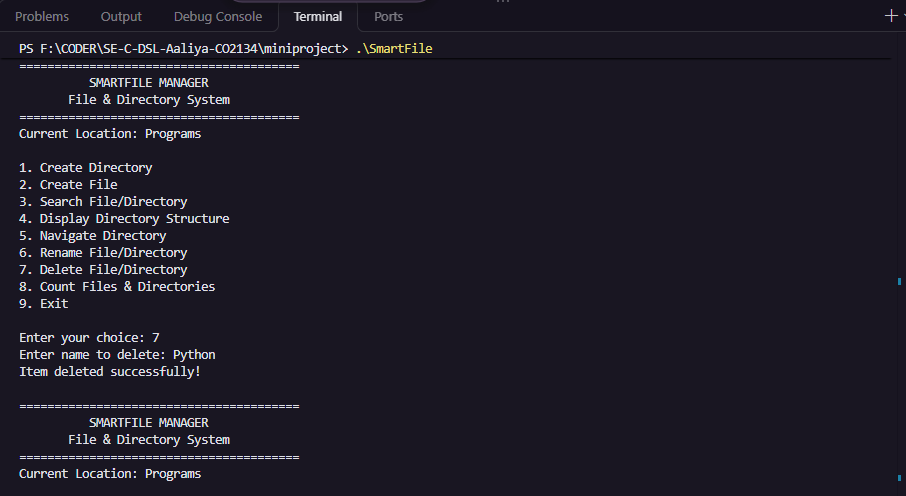 Problems Output Debug Console Terminal Ports
PS F:\CODER\SE-C-DSL-Aaliya-CO2134\miniproject> .\SmartFile
========================================
SMARTFILE MANAGER
File & Directory System
========================================
Current Location: Programs
1. Create Directory
2. Create File
3. Search File/Directory
4. Display Directory Structure
5. Navigate Directory
6. Rename File/Directory
7. Delete File/Directory
8. Count Files & Directories
9. Exit
Enter your choice: 7
Enter name to delete: Python
Item deleted successfully!
========================================
SMARTFILE MANAGER
File & Directory System
========================================
Current Location: Programs